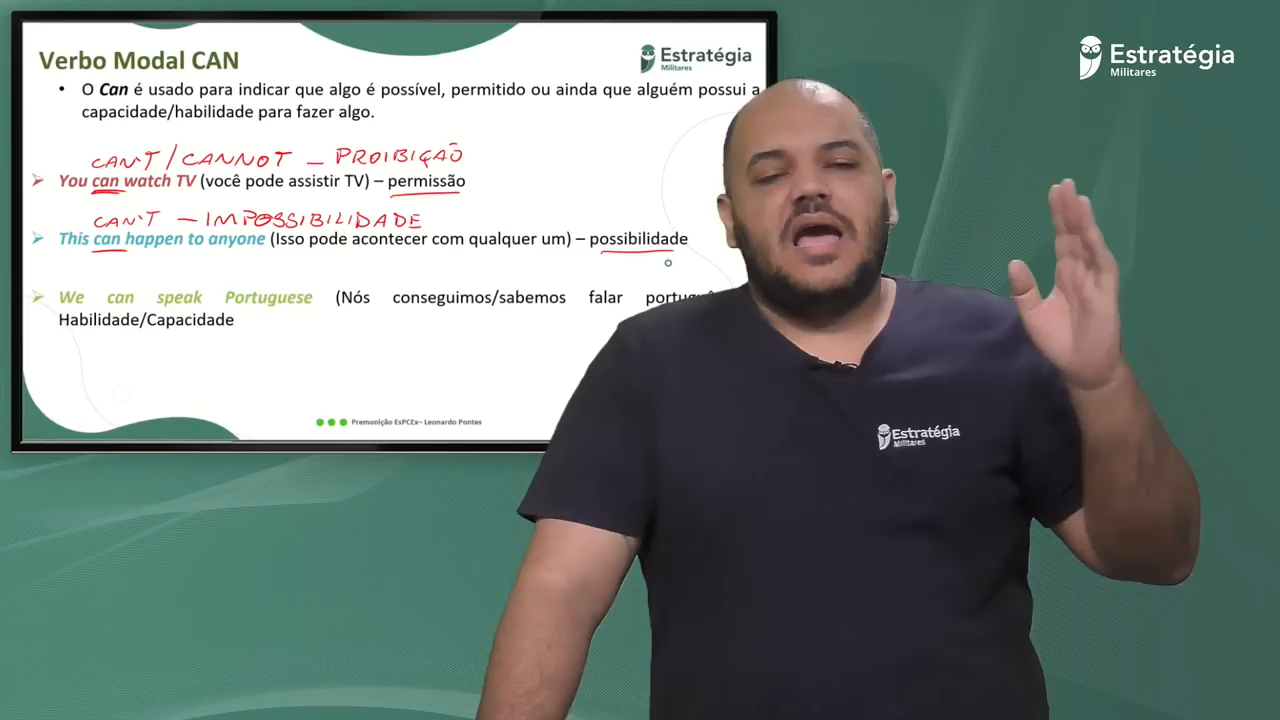 Verbo Modal CAN
Estratégia
Militares
• O Can é usado para indicar que algo é possível, permitido ou ainda que alguém possui a
capacidade/habilidade para fazer algo.
CAN'T / CANNOT – PROIBIÇÃO
You can watch TV (você pode assistir TV) – permissão
CAN'T – IMPOSSIBILIDADE
This can happen to anyone (Isso pode acontecer com qualquer um) – possibilidade
We can speak Portuguese (Nós conseguimos/sabemos falar
Habilidade/Capacidade
Premonição EsPCEx– Leonardo Pontes
Estratégia
Militares
Estratégia
Militares